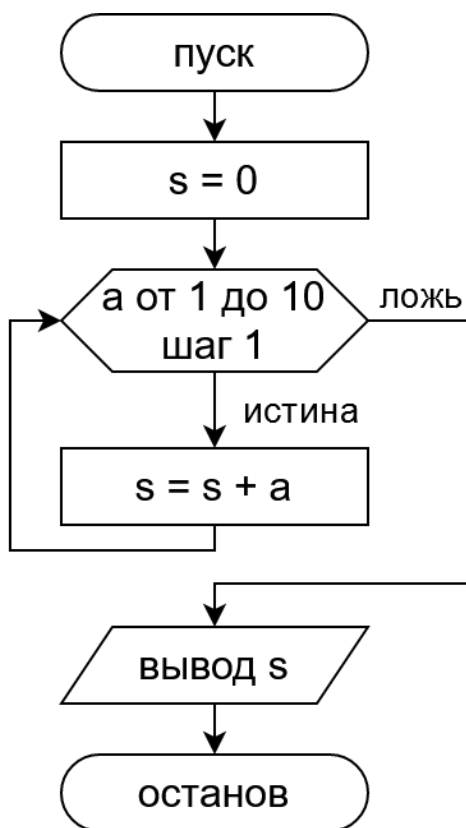 пуск
s = 0
а от 1 до 10
шаг 1
ложь
истина
s = s + a
вывод s
останов